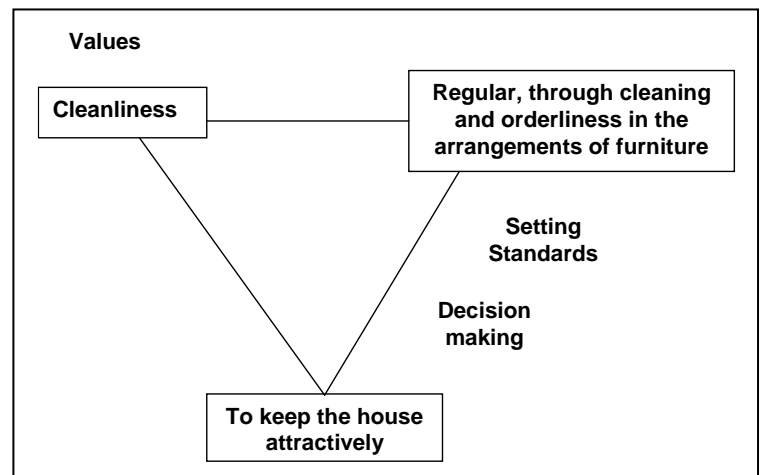 Values
Cleanliness
Regular, through cleaning
and orderliness in the
arrangements of furniture
Setting
Standards
Decision
making
To keep the house
attractively